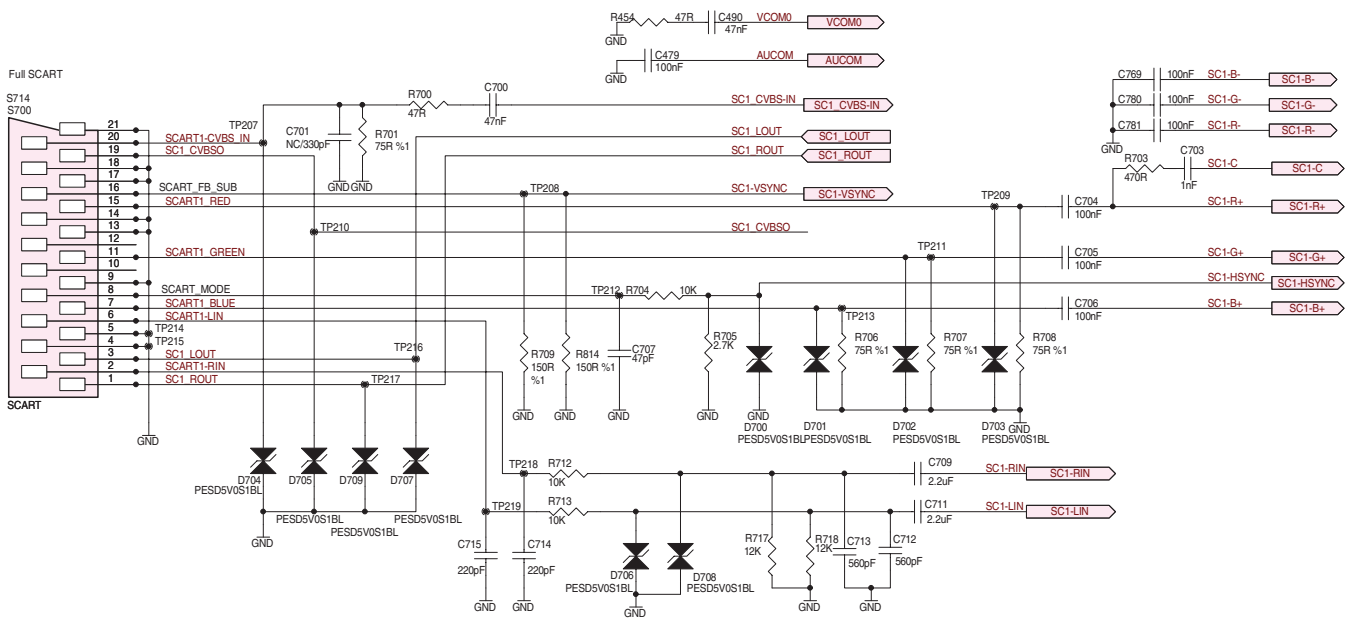 R454
47R
C490
47nF
VCOM0
VCOM0
GND
C479
100nF
AUCOM
AUCOM
GND
Full SCART
S714
S700
C769
100nF
SC1-B-
SC1-B-
C780
100nF
SC1-G-
SC1-G-
C781
100nF
SC1-R-
SC1-R-
GND
R700
47R
C700
47nF
SC1_CVBS-IN
SC1_CVBS-IN
TP207
C701
NC/330pF
R701
75R %1
GND
GND
SC1_LOUT
SC1_LOUT
SC1_ROUT
SC1_ROUT
R703
470R
C703
1nF
SC1-C
SC1-C
21
20
SCART1-CVBS_IN
19
SC1_CVBSO
18
17
16
SCART_FB_SUB
TP208
SC1-VSYNC
SC1-VSYNC
15
SCART1_RED
TP209
C704
100nF
SC1-R+
SC1-R+
14
13
TP210
SC1_CVBSO
12
11
SCART1_GREEN
TP211
C705
100nF
SC1-G+
SC1-G+
10
9
SC1-HSYNC
SC1-HSYNC
8
SCART_MODE
TP212
R704
10K
7
SCART1_BLUE
TP213
C706
100nF
SC1-B+
SC1-B+
6
SCART1-LIN
5
TP214
4
TP215
3
SC1_LOUT
TP216
2
SCART1-RIN
1
SC1_ROUT
TP217
SCART
R709
150R
%1
R814
150R %1
C707
47pF
R705
2.7K
R706
75R %1
R707
75R %1
R708
75R %1
GND
GND
GND
GND
GND
GND
D700
PESD5V0S1BL
D701
PESD5V0S1BL
D702
PESD5V0S1BL
D703
PESD5V0S1BL
GND
D704
PESD5V0S1BL
D705
PESD5V0S1BL
D709
PESD5V0S1BL
D707
PESD5V0S1BL
GND
TP218
R712
10K
C709
2.2uF
SC1-RIN
SC1-RIN
TP219
R713
10K
C711
2.2uF
SC1-LIN
SC1-LIN
C715
220pF
C714
220pF
D706
PESD5V0S1BL
D708
PESD5V0S1BL
R717
12K
R718
12K
C713
560pF
C712
560pF
GND
GND
GND
GND
GND